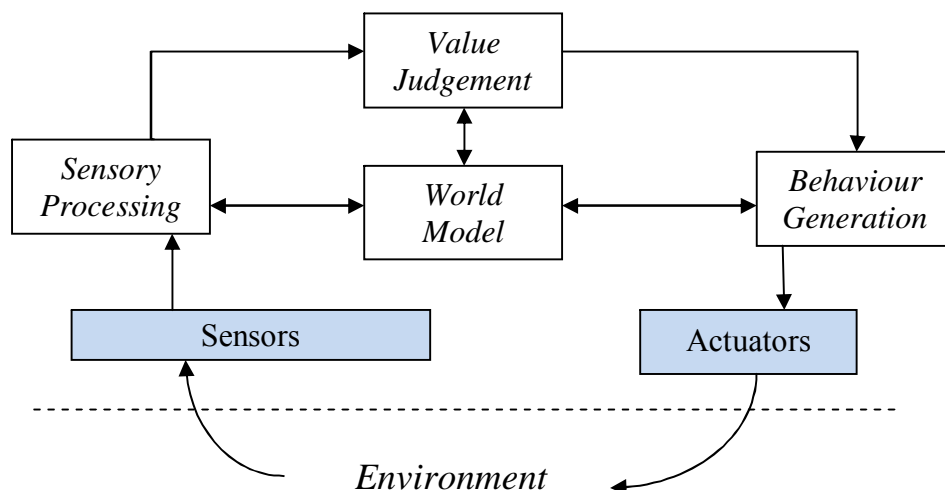 Value
Judgement
Sensory
Processing
World
Model
Behaviour
Generation
Sensors
Actuators
Environment